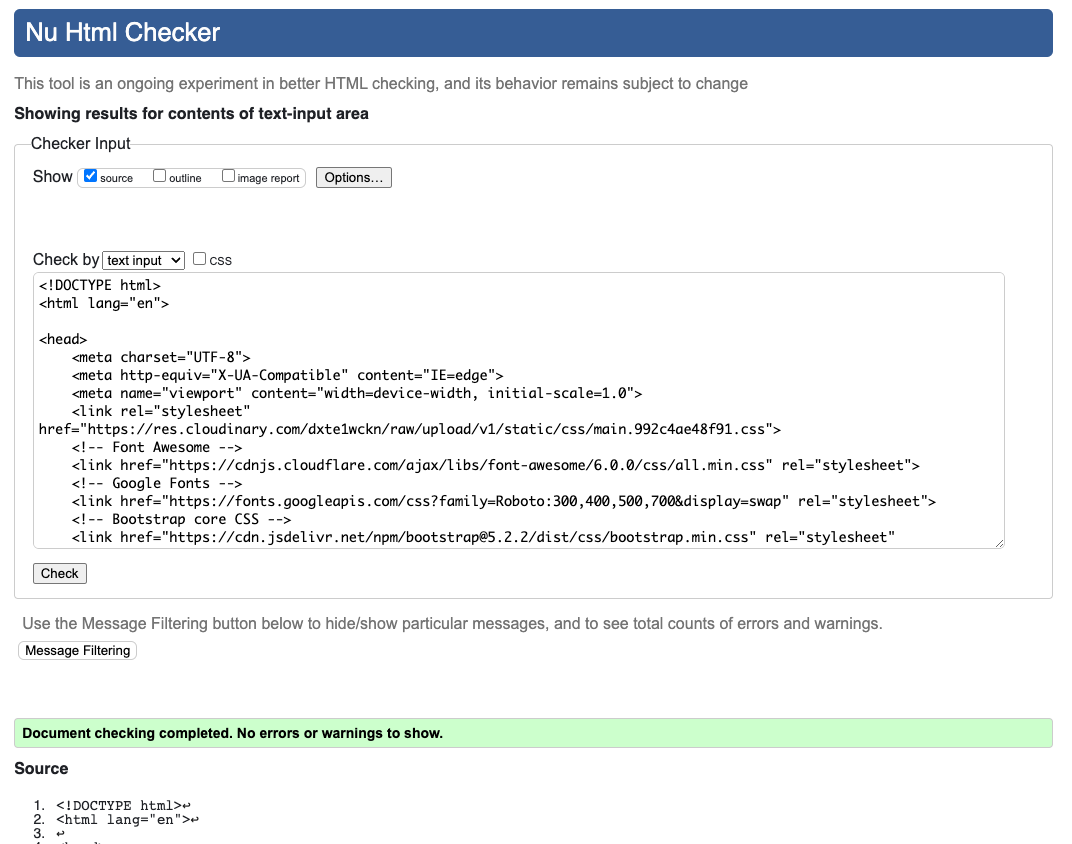 Nu Html Checker
This tool is an ongoing experiment in better HTML checking, and its behavior remains subject to change
Showing results for contents of text-input area
Checker Input
Show source outline image report Options...
Check by text input css
<!DOCTYPE html>
<html lang="en">
<head>
    <meta charset="UTF-8">
    <meta http-equiv="X-UA-Compatible" content="IE=edge">
    <meta name="viewport" content="width=device-width, initial-scale=1.0">
    <link rel="stylesheet"
href="https://res.cloudinary.com/dxte1wckn/raw/upload/v1/static/css/main.992c4ae48f91.css">
    <!-- Font Awesome -->
    <link href="https://cdnjs.cloudflare.com/ajax/libs/font-awesome/6.0.0/css/all.min.css" rel="stylesheet">
    <!-- Google Fonts -->
    <link href="https://fonts.googleapis.com/css?family=Roboto:300,400,500,700&display=swap" rel="stylesheet">
    <!-- Bootstrap core CSS -->
    <link href="https://cdn.jsdelivr.net/npm/bootstrap@5.2.2/dist/css/bootstrap.min.css" rel="stylesheet"
Check
Use the Message Filtering button below to hide/show particular messages, and to see total counts of errors and warnings.
Message Filtering
Document checking completed. No errors or warnings to show.
Source
1. <!DOCTYPE html>↩
2. <html lang="en">↩
3. ↩